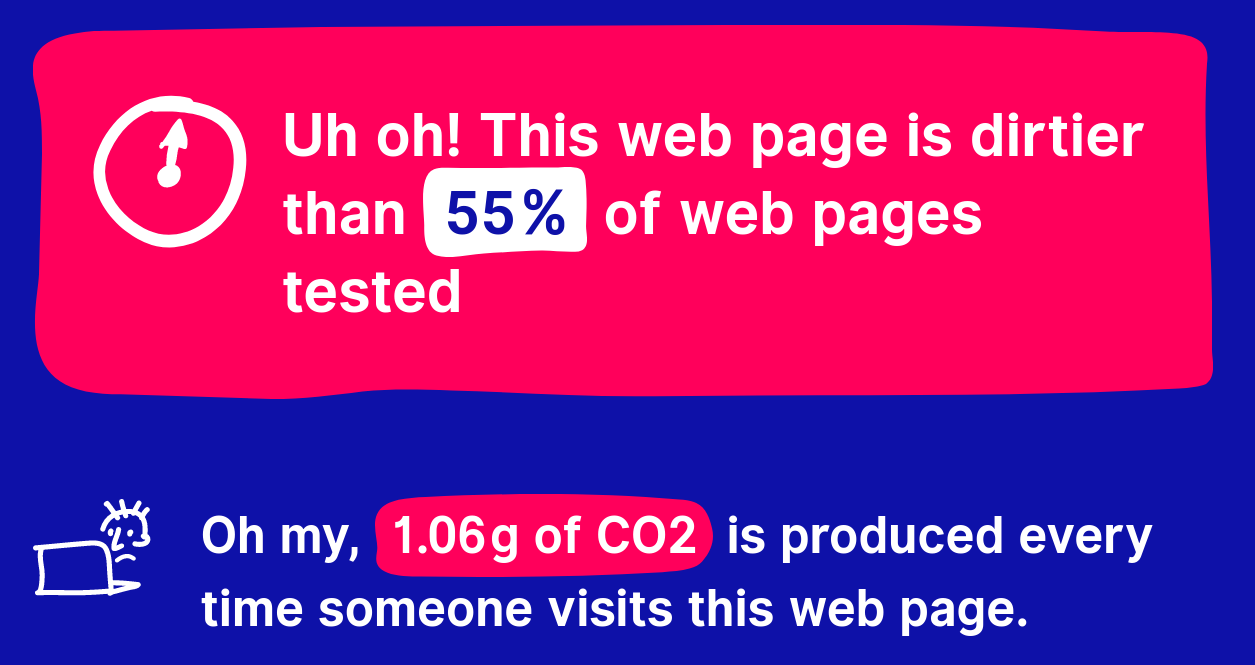 Uh oh! This web page is dirtier
than 55% of web pages
tested
Oh my, 1.06g of CO2 is produced every
time someone visits this web page.